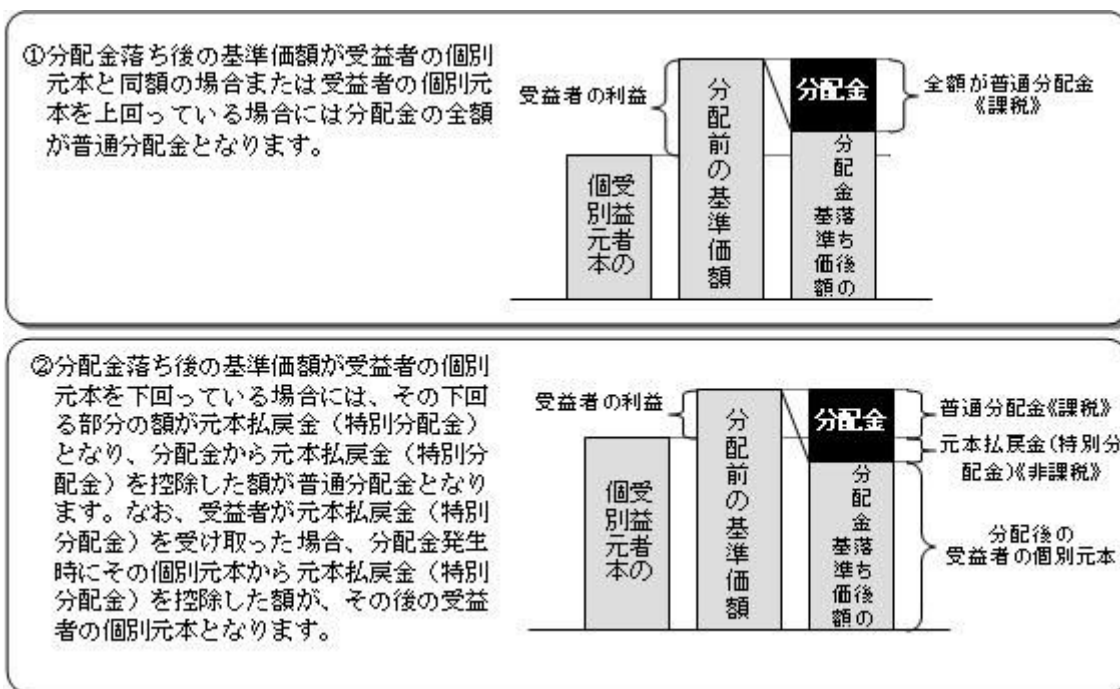 ①分配金落ち後の基準価額が受益者の個別
元本と同額の場合または受益者の個別元
本を上回っている場合には分配金の全額
が普通分配金となります。
受益者の利益
受益者の
個別元本
分配前の基準価額
分配金
分配金落ち後の
基準価額
全額が普通分配金
《課税》
②分配金落ち後の基準価額が受益者の個別
元本を下回っている場合には、その下回
る部分の額が元本払戻金（特別分配金）
となり、分配金から元本払戻金（特別分
配金）を控除した額が普通分配金となり
ます。なお、受益者が元本払戻金（特別
分配金）を受け取った場合、分配金発生
時にその個別元本から元本払戻金（特別
分配金）を控除した額が、その後の受益
者の個別元本となります。
受益者の利益
受益者の
個別元本
分配前の基準価額
分配金
分配金落ち後の
基準価額
普通分配金《課税》
元本払戻金(特別分
配金)《非課税》
分配後の
受益者の個別元本